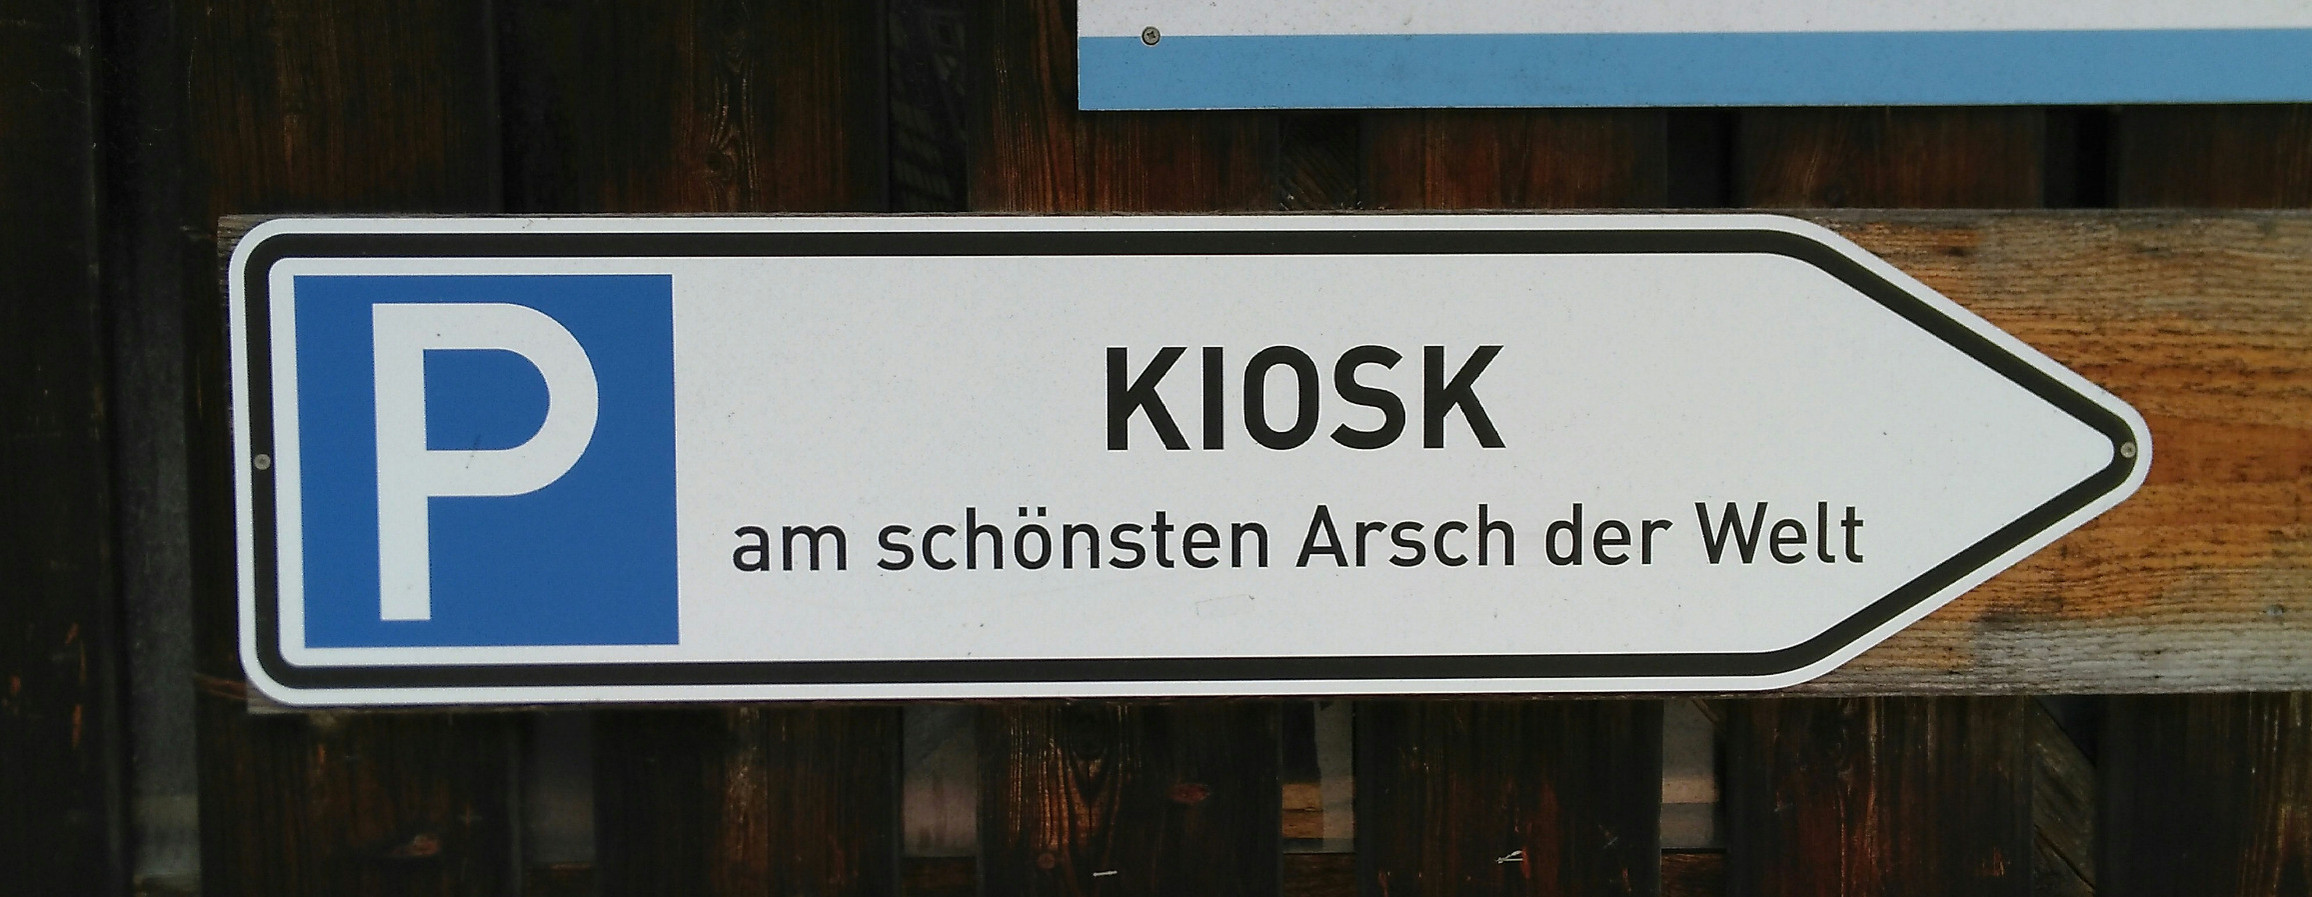 P
KIOSK
am schönsten Arsch der Welt